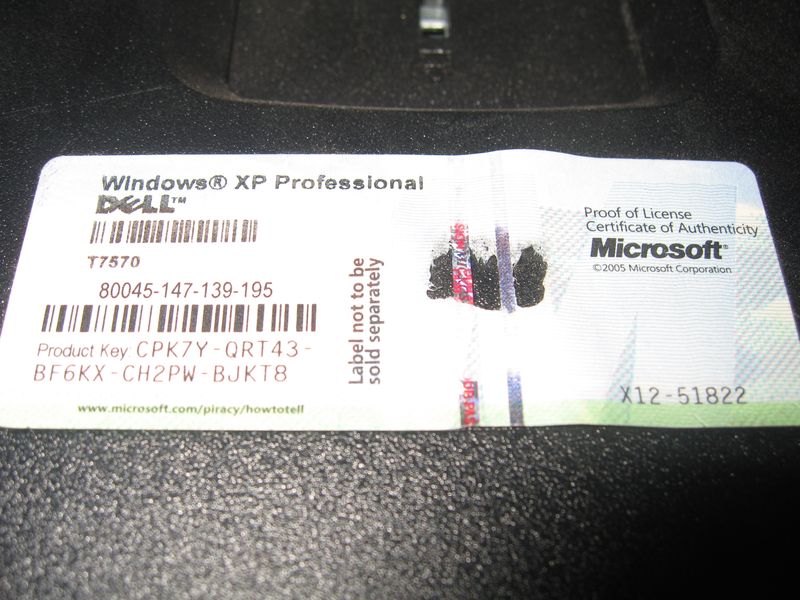 Windows® XP Professional
DELL™
T7570
80045-147-139-195
Product Key CPK7Y-QRT43-
BF6KX-CH2PW-BJKT8
www.microsoft.com/piracy/howtotell
Label not to be
sold separately
Proof of License
Certificate of Authenticity
Microsoft®
©2005 Microsoft Corporation
X12-51822